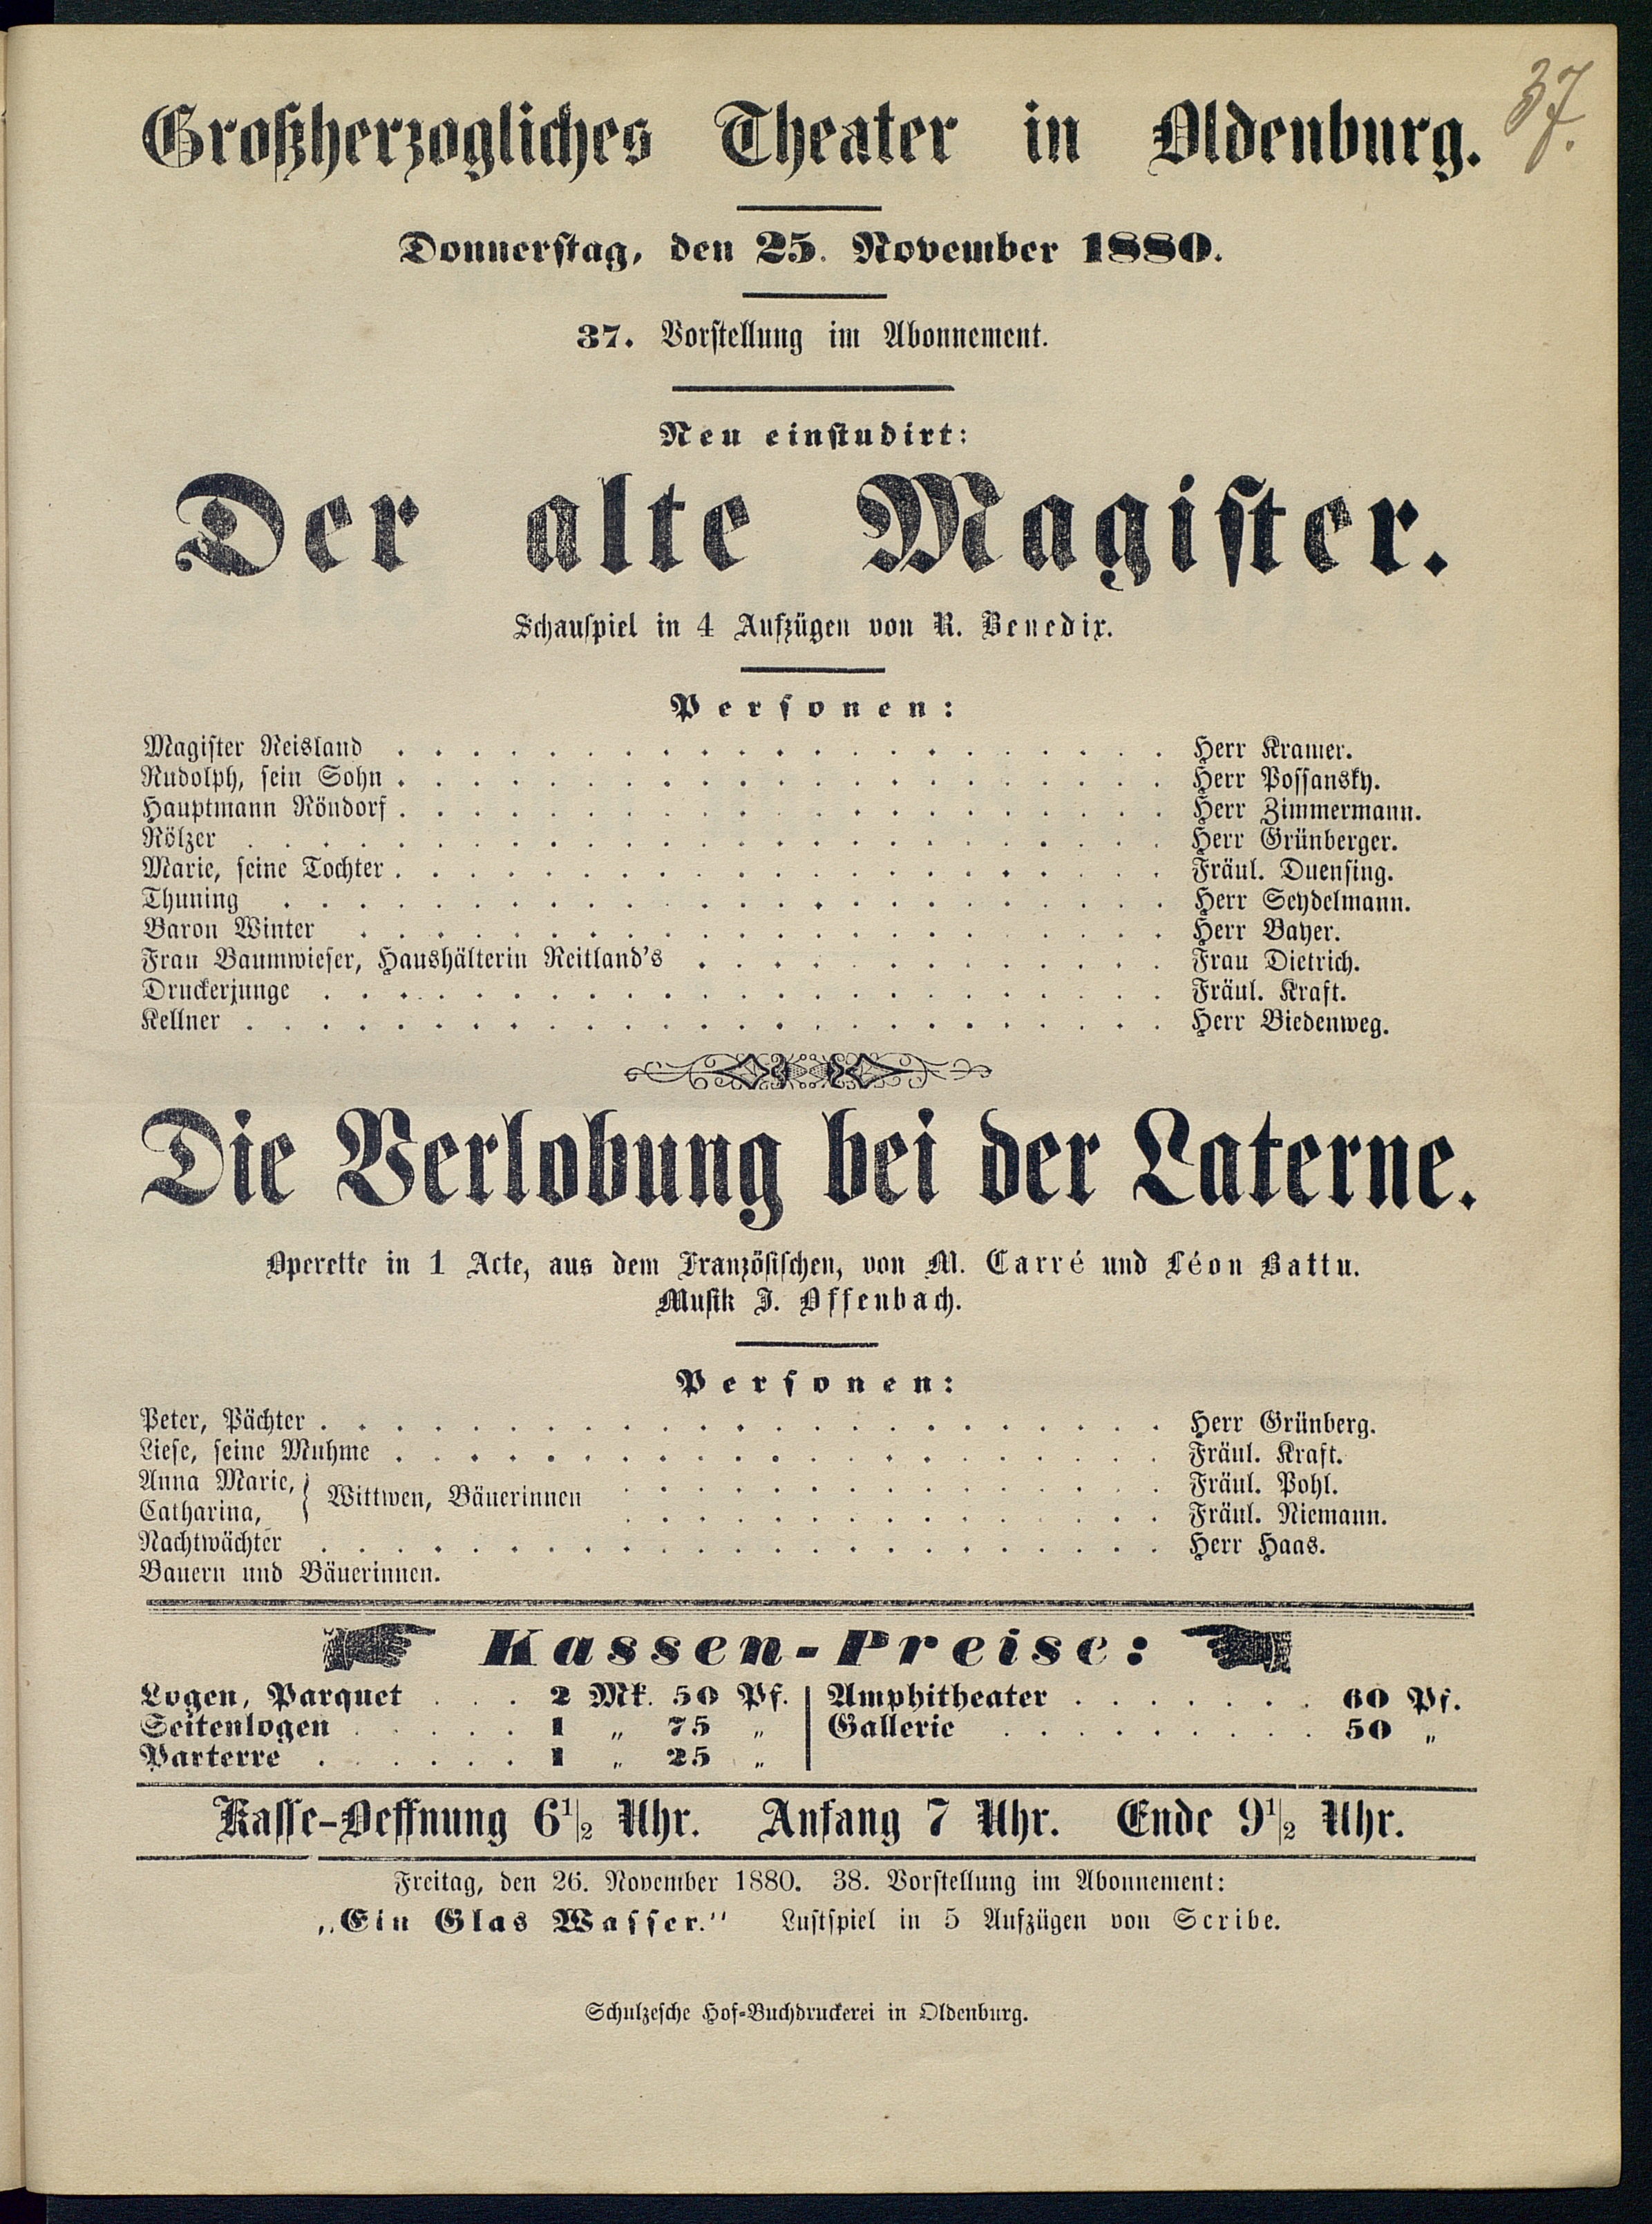 37.
Großherzogliches Theater in Oldenburg.
Donnerstag, den 25. November 1880.
37. Vorstellung im Abonnement.
Neu einstudirt:
Der alte Magister.
Schauspiel in 4 Aufzügen von R. Benedix.
Personen:
Magister Reisland . . . . . . . . . . Herr Kramer.
Rudolph, sein Sohn . . . . . . . . . . Herr Possansky.
Hauptmann Röndorf . . . . . . . . . . Herr Zimmermann.
Rölzer . . . . . . . . . . Herr Grünberger.
Marie, seine Tochter . . . . . . . . . . Fräul. Duensing.
Thuning . . . . . . . . . . Herr Seydelmann.
Baron Winter . . . . . . . . . . Herr Bayer.
Frau Baumwieser, Haushälterin Reitland's . . . . . . . . . . Frau Dietrich.
Druckerjunge . . . . . . . . . . Fräul. Kraft.
Kellner . . . . . . . . . . Herr Biedenweg.
Die Verlobung bei der Laterne.
Operette in 1 Acte, aus dem Französischen, von M. Carré und Léon Battu.
Musik J. Offenbach.
Personen:
Peter, Pächter . . . . . . . . . . Herr Grünberg.
Liese, seine Muhme . . . . . . . . . . Fräul. Kraft.
Anna Marie, } Wittwen, Bäuerinnen . . . . . . . . . . Fräul. Pohl.
Catharina, . . . . . . . . . . Fräul. Niemann.
Nachtwächter . . . . . . . . . . Herr Haas.
Bauern und Bäuerinnen.
Kassen-Preise:
Logen, Parquet . . . 2 Mk. 50 Pf. | Amphitheater . . . . . . . 60 Pf.
Seitenlogen . . . . . 1 „ 75 „ | Gallerie . . . . . . . . . 50 „
Parterre . . . . . . 1 „ 25 „
Kasse-Oeffnung 6½ Uhr. Anfang 7 Uhr. Ende 9½ Uhr.
Freitag, den 26. November 1880. 38. Vorstellung im Abonnement:
„Ein Glas Wasser." Lustspiel in 5 Aufzügen von Scribe.
Schulzesche Hof-Buchdruckerei in Oldenburg.